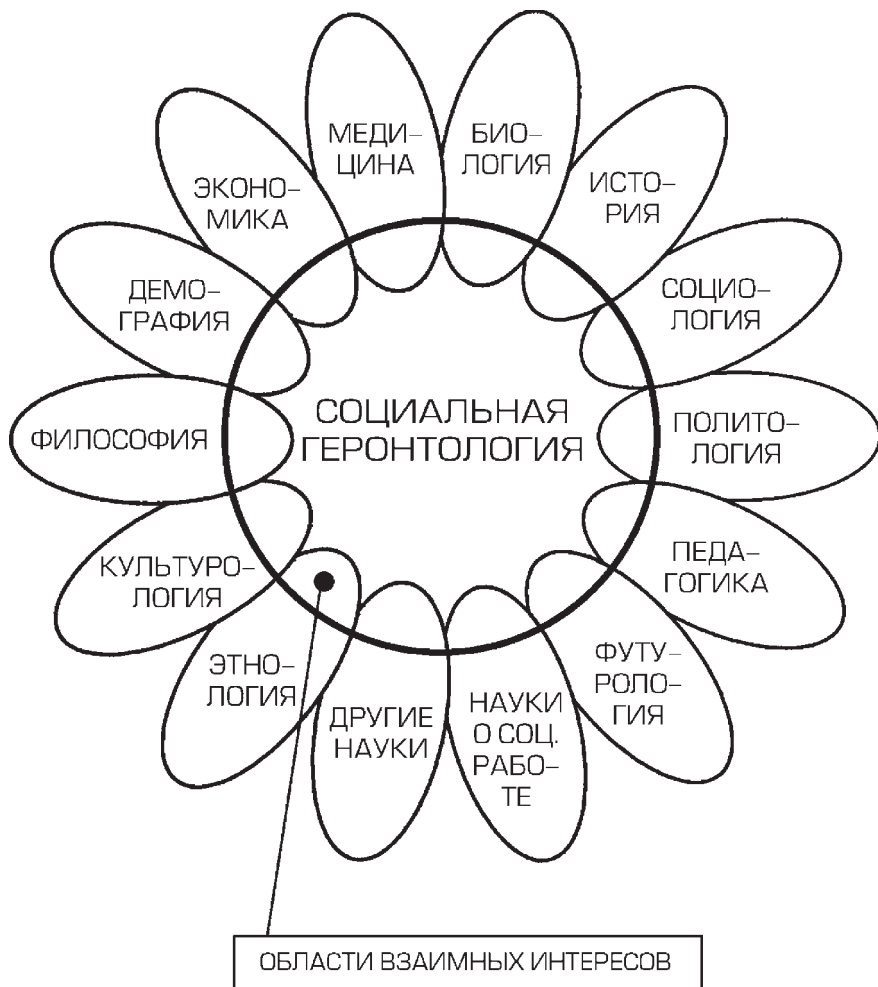 МЕДИ–
ЦИНА
БИО–
ЛОГИЯ
ИСТО–
РИЯ
СОЦИО–
ЛОГИЯ
ПОЛИТО–
ЛОГИЯ
ПЕДА–
ГОГИКА
ФУТУ–
РОЛО–
ГИЯ
НАУКИ
О СОЦ.
РАБО–
ТЕ
ДРУГИЕ
НАУКИ
ЭТНО–
ЛОГИЯ
КУЛЬТУРО–
ЛОГИЯ
ФИЛОСОФИЯ
ДЕМО–
ГРАФИЯ
ЭКОНО–
МИКА
СОЦИАЛЬНАЯ
ГЕРОНТОЛОГИЯ
ОБЛАСТИ ВЗАИМНЫХ ИНТЕРЕСОВ